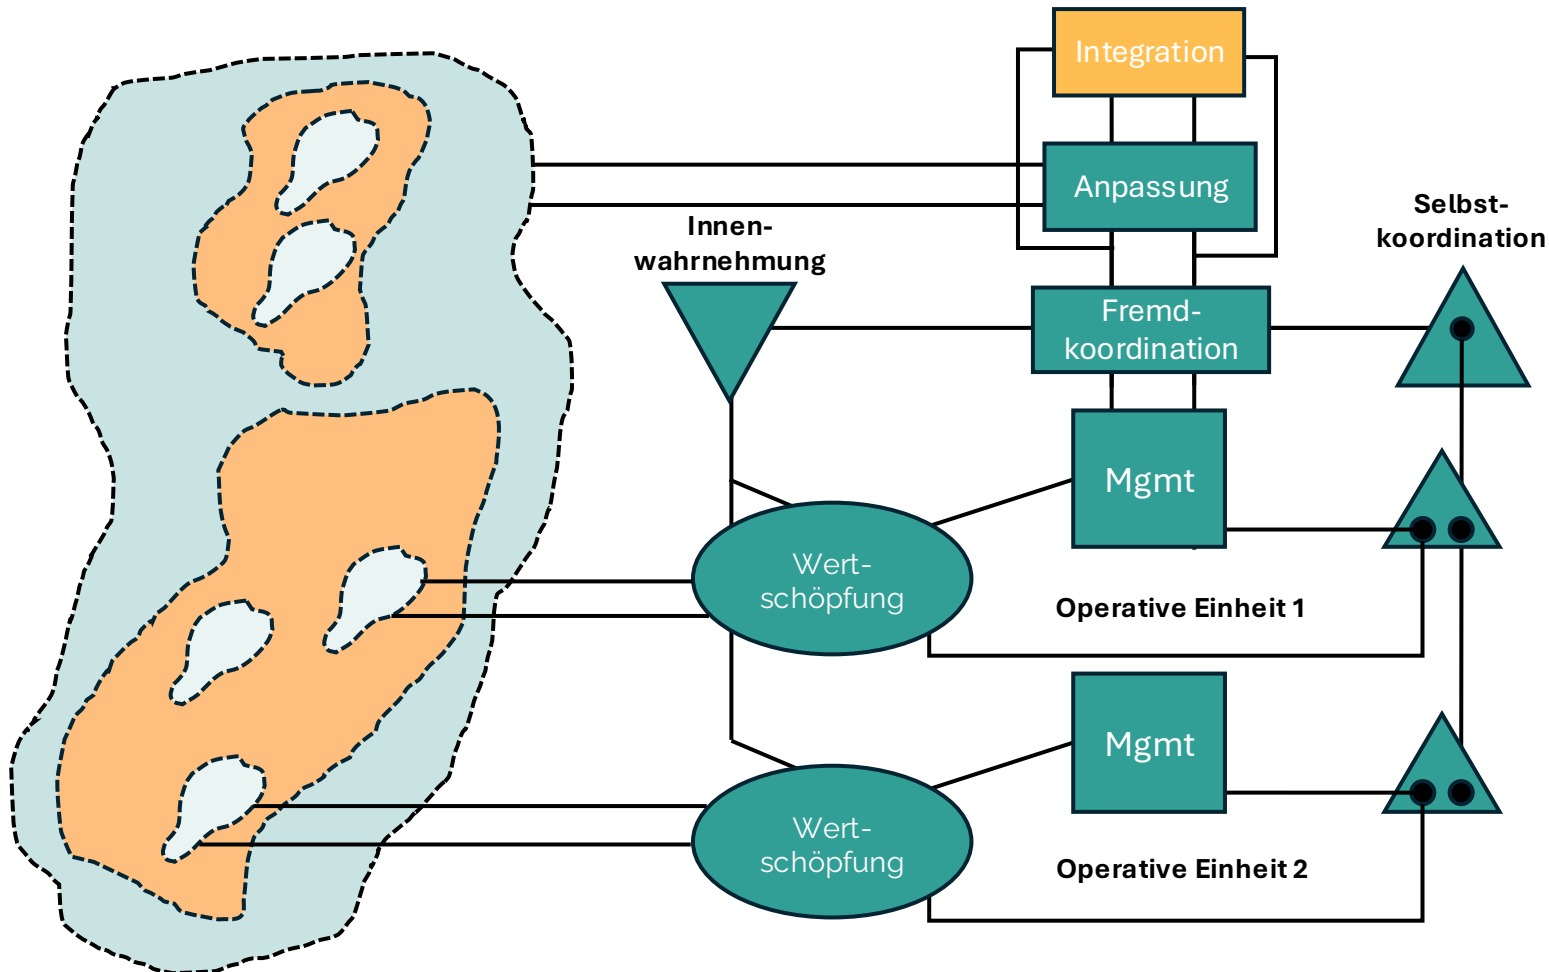 Integration
Anpassung
Selbst-
koordination
Innen-
wahrnehmung
Fremd-
koordination
Mgmt
Wert-
schöpfung
Operative Einheit 1
Mgmt
Wert-
schöpfung
Operative Einheit 2